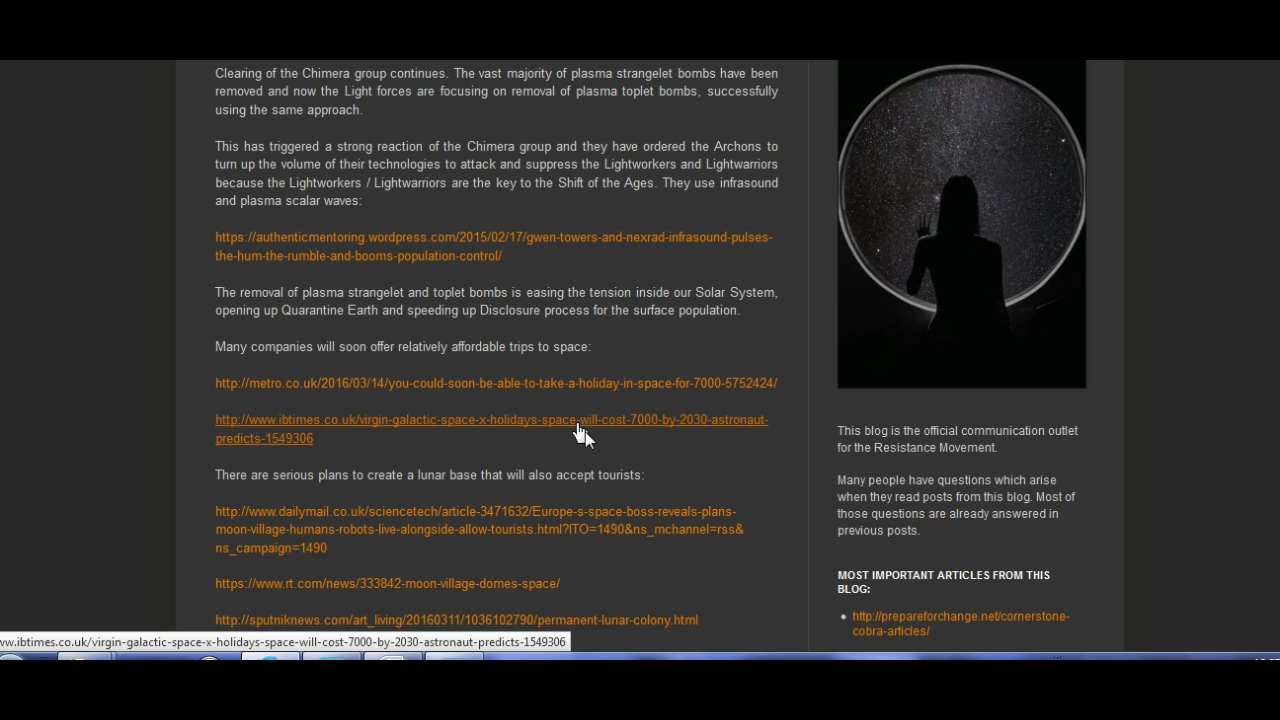 Clearing of the Chimera group continues. The vast majority of plasma strangelet bombs have been
removed and now the Light forces are focusing on removal of plasma toplet bombs, successfully
using the same approach.
This has triggered a strong reaction of the Chimera group and they have ordered the Archons to
turn up the volume of their technologies to attack and suppress the Lightworkers and Lightwarriors
because the Lightworkers / Lightwarriors are the key to the Shift of the Ages. They use infrasound
and plasma scalar waves:
https://authenticmentoring.wordpress.com/2015/02/17/gwen-towers-and-nexrad-infrasound-pulses-
the-hum-the-rumble-and-booms-population-control/
The removal of plasma strangelet and toplet bombs is easing the tension inside our Solar System,
opening up Quarantine Earth and speeding up Disclosure process for the surface population.
Many companies will soon offer relatively affordable trips to space:
http://metro.co.uk/2016/03/14/you-could-soon-be-able-to-take-a-holiday-in-space-for-7000-5752424/
http://www.ibtimes.co.uk/virgin-galactic-space-x-holidays-space-will-cost-7000-by-2030-astronaut-
predicts-1549306
There are serious plans to create a lunar base that will also accept tourists:
http://www.dailymail.co.uk/sciencetech/article-3471632/Europe-s-space-boss-reveals-plans-
moon-village-humans-robots-live-alongside-allow-tourists.html?ITO=1490&ns_mchannel=rss&
ns_campaign=1490
https://www.rt.com/news/333842-moon-village-domes-space/
http://sputniknews.com/art_living/20160311/1036102790/permanent-lunar-colony.html
ww.ibtimes.co.uk/virgin-galactic-space-x-holidays-space-will-cost-7000-by-2030-astronaut-predicts-1549306
This blog is the official communication outlet
for the Resistance Movement.
Many people have questions which arise
when they read posts from this blog. Most of
those questions are already answered in
previous posts.
MOST IMPORTANT ARTICLES FROM THIS
BLOG:
http://prepareforchange.net/cornerstone-
cobra-articles/